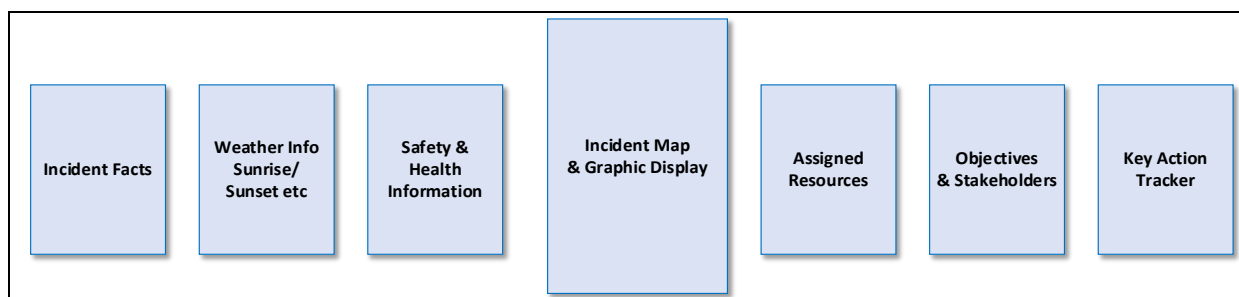 Incident Facts
Weather Info
Sunrise/
Sunset etc
Safety &
Health
Information
Incident Map
& Graphic Display
Assigned
Resources
Objectives
& Stakeholders
Key Action
Tracker